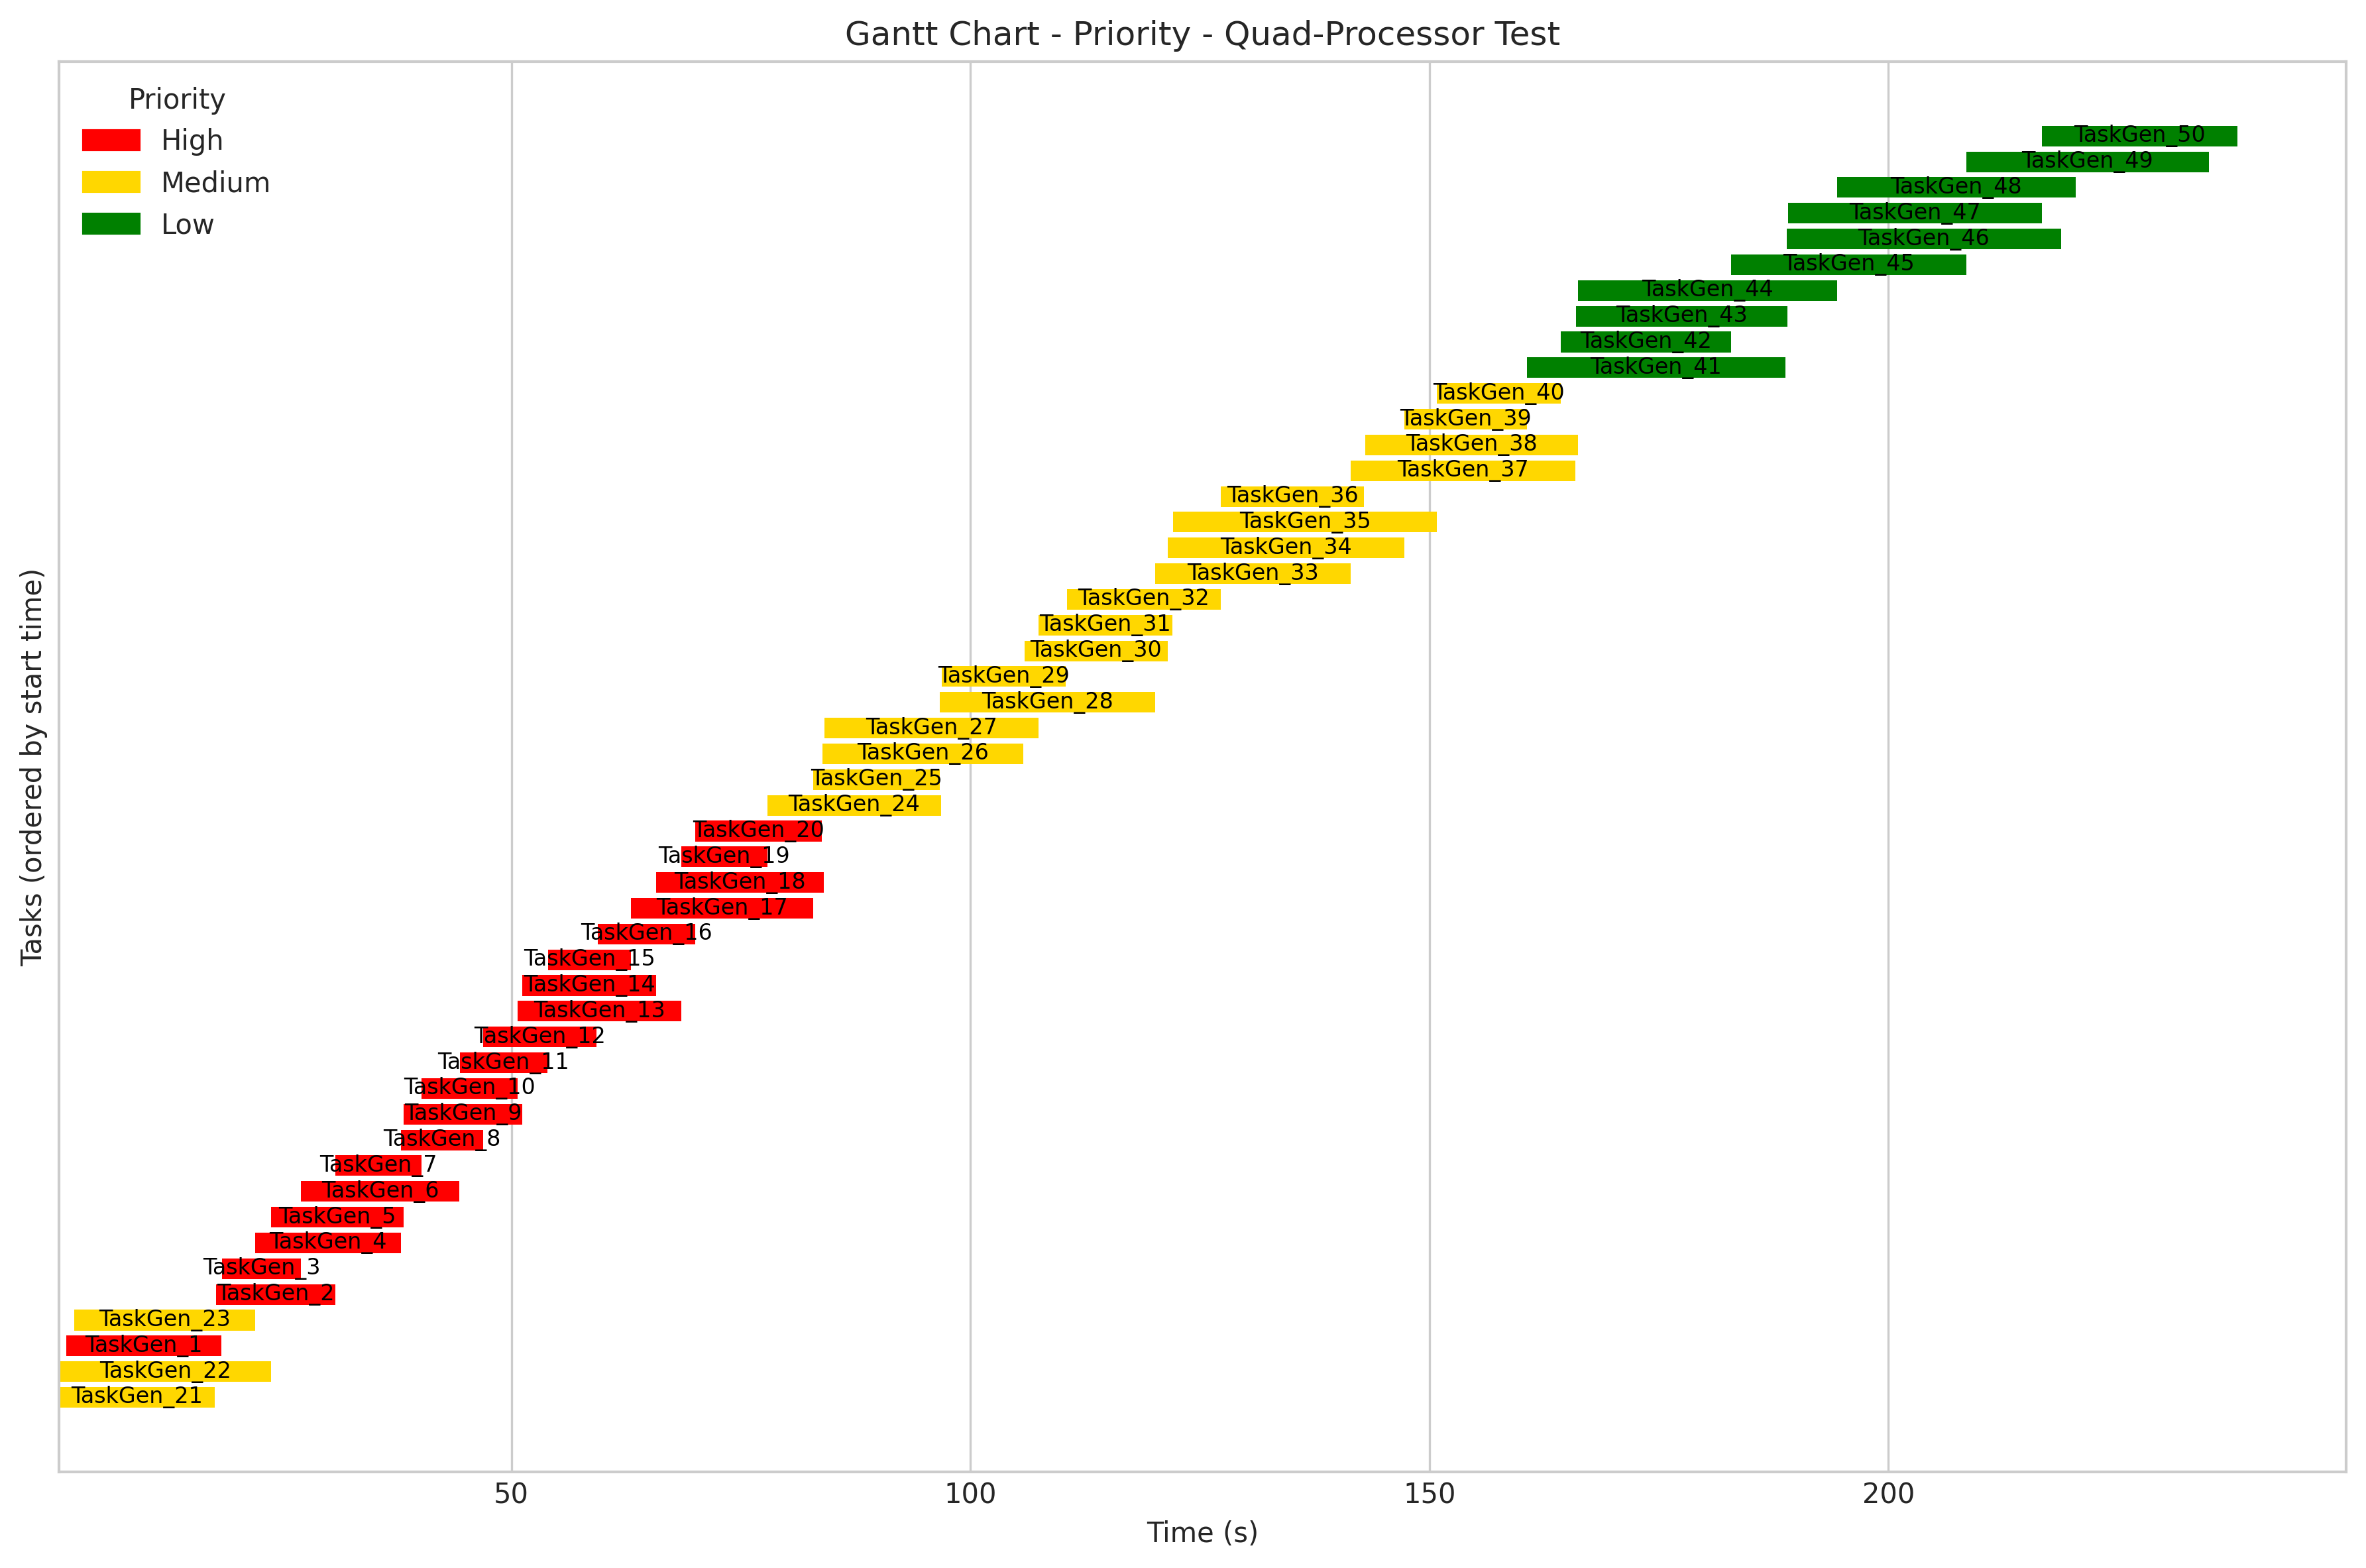 Gantt Chart - Priority - Quad-Processor Test
Priority
High
Medium
Low
TaskGen_50
TaskGen_49
TaskGen_48
TaskGen_47
TaskGen_46
TaskGen_45
TaskGen_44
TaskGen_43
TaskGen_42
TaskGen_41
TaskGen_40
TaskGen_39
TaskGen_38
TaskGen_37
TaskGen_36
TaskGen_35
TaskGen_34
TaskGen_33
TaskGen_32
TaskGen_31
TaskGen_30
TaskGen_29
TaskGen_28
TaskGen_27
TaskGen_26
TaskGen_25
TaskGen_24
TaskGen_20
TaskGen_19
TaskGen_18
TaskGen_17
TaskGen_16
TaskGen_15
TaskGen_14
TaskGen_13
TaskGen_12
TaskGen_11
TaskGen_10
TaskGen_9
TaskGen_8
TaskGen_7
TaskGen_6
TaskGen_5
TaskGen_4
TaskGen_3
TaskGen_2
TaskGen_23
TaskGen_1
TaskGen_22
TaskGen_21
Tasks (ordered by start time)
50 100 150 200
Time (s)